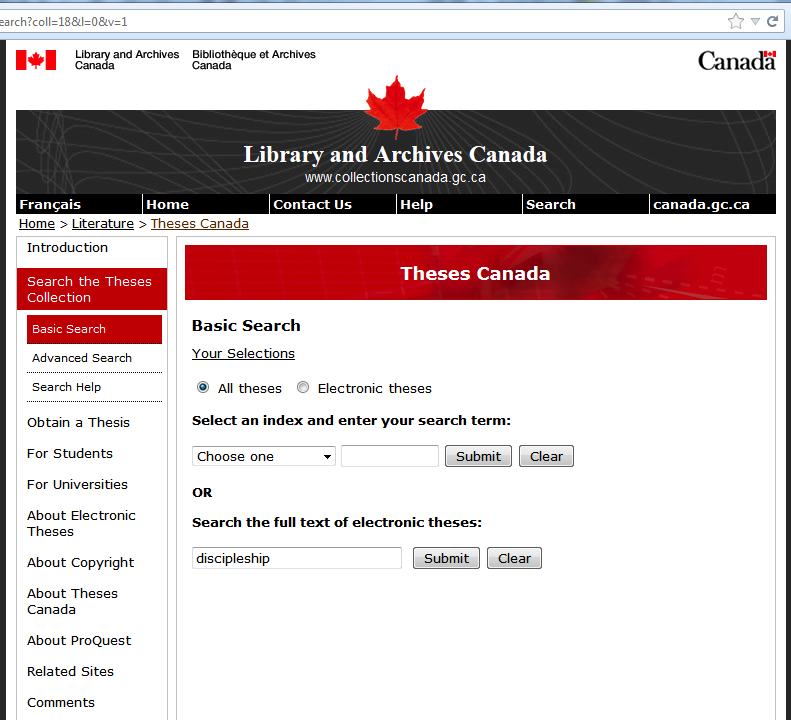 earch?coll=18&l=0&v=1
Library and Archives Bibliothèque et Archives
Canada Canada
Canada
Library and Archives Canada
www.collectionscanada.gc.ca
Français Home Contact Us Help Search canada.gc.ca
Home > Literature > Theses Canada
Introduction
Search the Theses
Collection
Basic Search
Advanced Search
Search Help
Obtain a Thesis
For Students
For Universities
About Electronic
Theses
About Copyright
About Theses
Canada
About ProQuest
Related Sites
Comments
Theses Canada
Basic Search
Your Selections
All theses Electronic theses
Select an index and enter your search term:
Choose one Submit Clear
OR
Search the full text of electronic theses:
discipleship Submit Clear